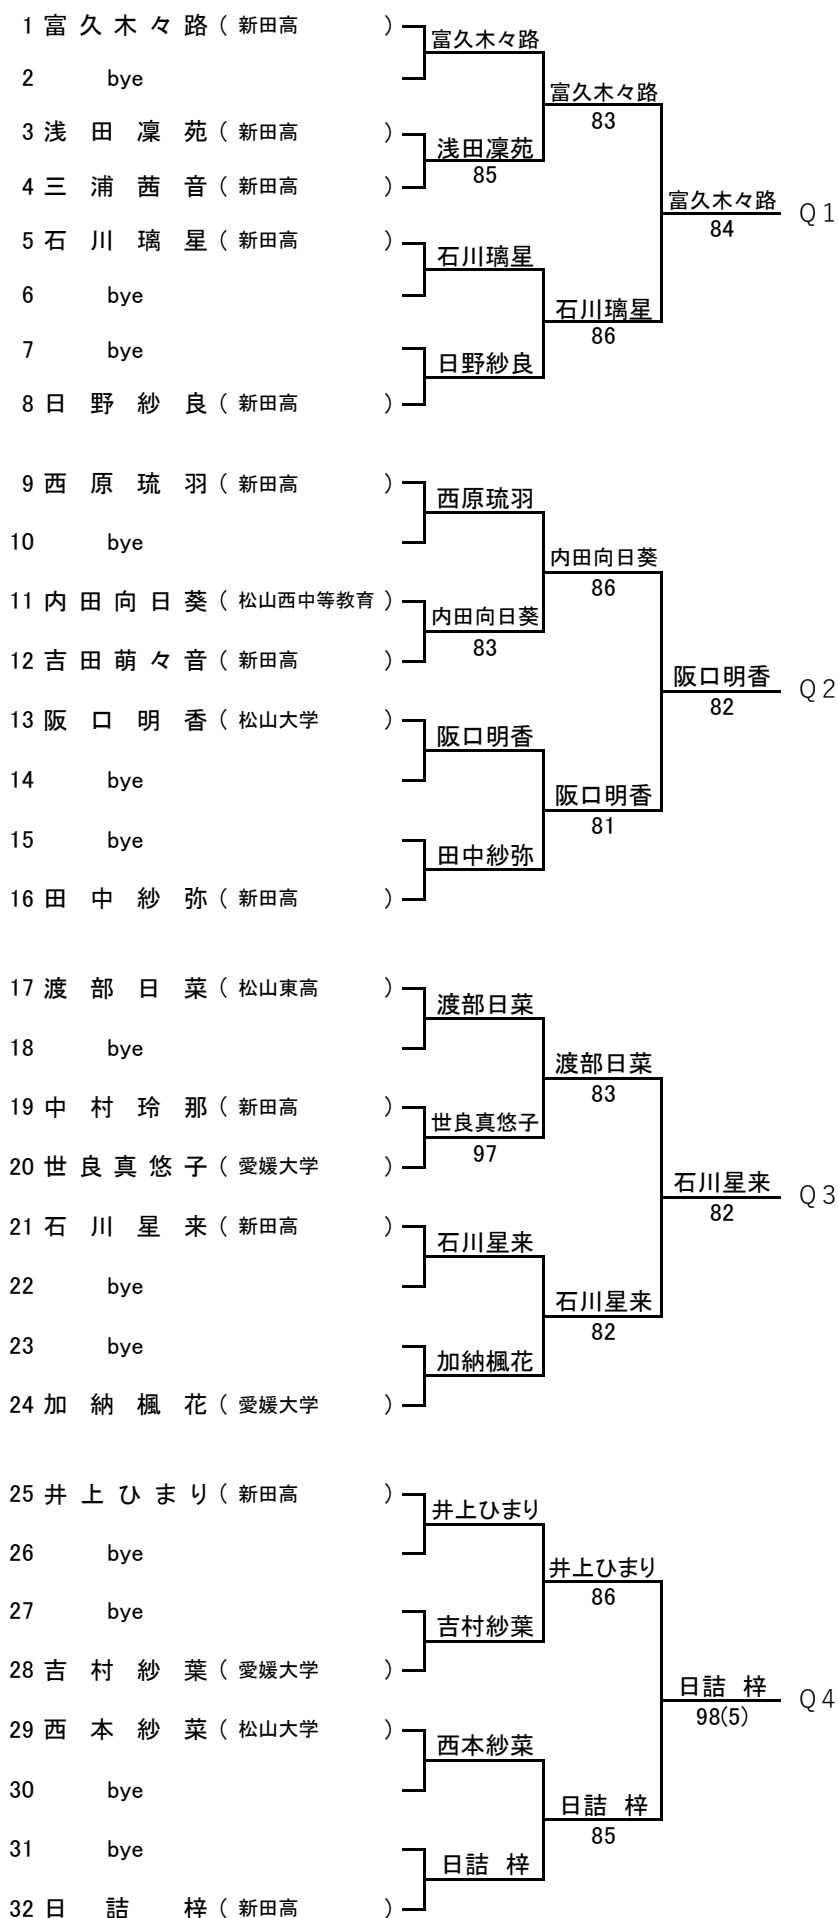 1 富久木々路 ( 新田高 )
富久木々路
2 bye
富久木々路
83
3 浅田凜苑 ( 新田高 )
浅田凜苑
85
4 三浦茜音 ( 新田高 )
富久木々路 Q1
84
5 石川璃星 ( 新田高 )
石川璃星
6 bye
石川璃星
86
7 bye
日野紗良
8 日野紗良 ( 新田高 )
9 西原琉羽 ( 新田高 )
西原琉羽
10 bye
内田向日葵
86
11 内田向日葵 ( 松山西中等教育 )
内田向日葵
83
12 吉田萌々音 ( 新田高 )
阪口明香 Q2
82
13 阪口明香 ( 松山大学 )
阪口明香
14 bye
阪口明香
81
15 bye
田中紗弥
16 田中紗弥 ( 新田高 )
17 渡部日菜 ( 松山東高 )
渡部日菜
18 bye
渡部日菜
83
19 中村玲那 ( 新田高 )
世良真悠子
97
20 世良真悠子 ( 愛媛大学 )
石川星来 Q3
82
21 石川星来 ( 新田高 )
石川星来
22 bye
石川星来
82
23 bye
加納楓花
24 加納楓花 ( 愛媛大学 )
25 井上ひまり ( 新田高 )
井上ひまり
26 bye
井上ひまり
86
27 bye
吉村紗葉
28 吉村紗葉 ( 愛媛大学 )
日詰 梓 Q4
98(5)
29 西本紗菜 ( 松山大学 )
西本紗菜
30 bye
日詰 梓
85
31 bye
日詰 梓
32 日詰 梓 ( 新田高 )